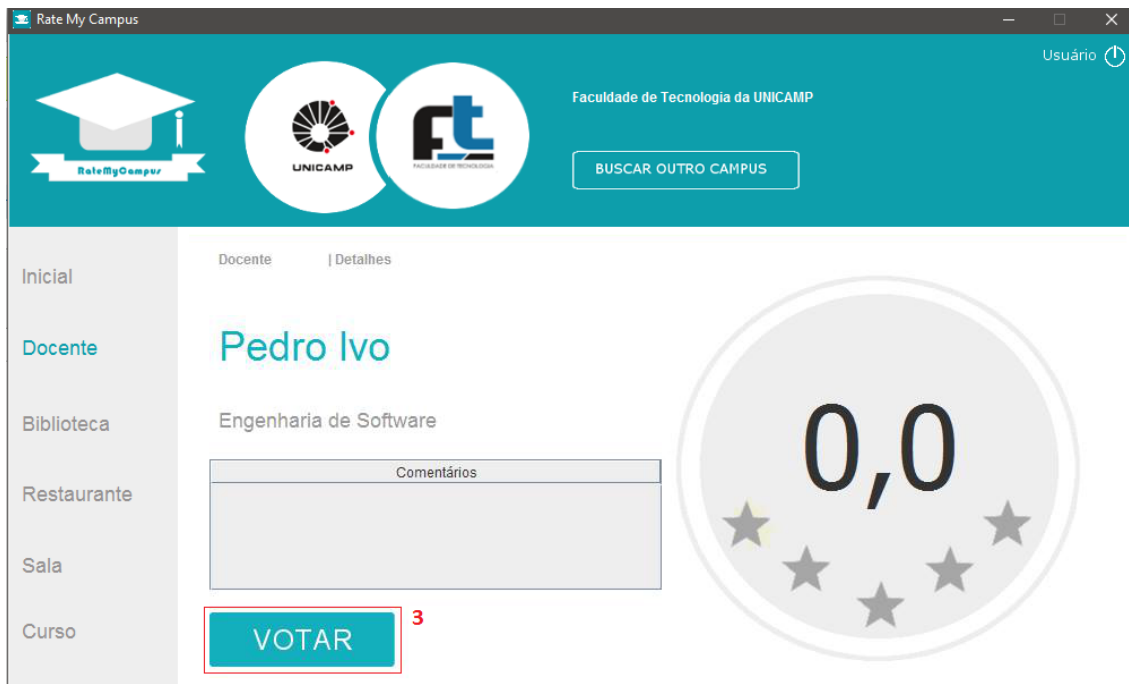 Rate My Campus
Usuário
RateMyCampus
UNICAMP
FACULDADE DE TECNOLOGIA
Faculdade de Tecnologia da UNICAMP
BUSCAR OUTRO CAMPUS
Inicial
Docente
Biblioteca
Restaurante
Sala
Curso
Docente | Detalhes
Pedro Ivo
Engenharia de Software
Comentários
VOTAR
3
0,0